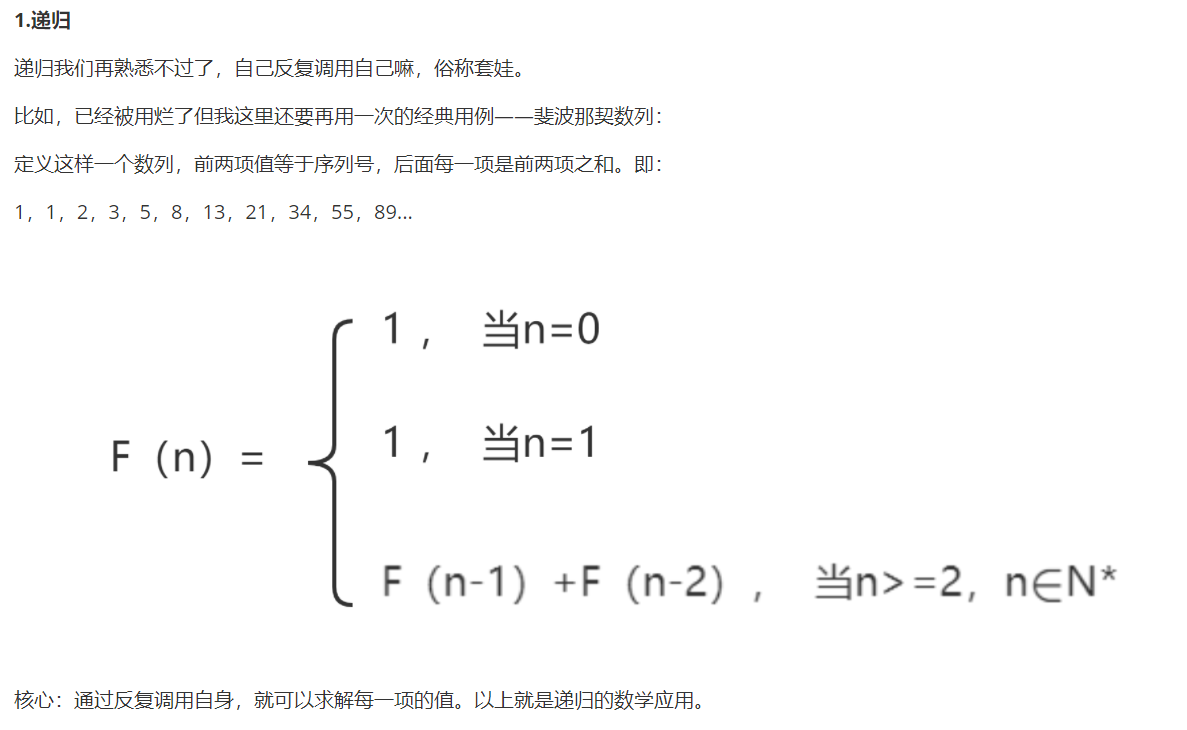 1.递归
递归我们再熟悉不过了，自己反复调用自己嘛，俗称套娃。
比如，已经被用烂了但我这里还要再用一次的经典用例——斐波那契数列：
定义这样一个数列，前两项值等于序列号，后面每一项是前两项之和。即：
1，1，2，3，5，8，13，21，34，55，89...
1 ， 当n=0
1 ， 当n=1
F（n）=
F（n-1）+F（n-2）， 当n>=2，n∈N*
核心：通过反复调用自身，就可以求解每一项的值。以上就是递归的数学应用。